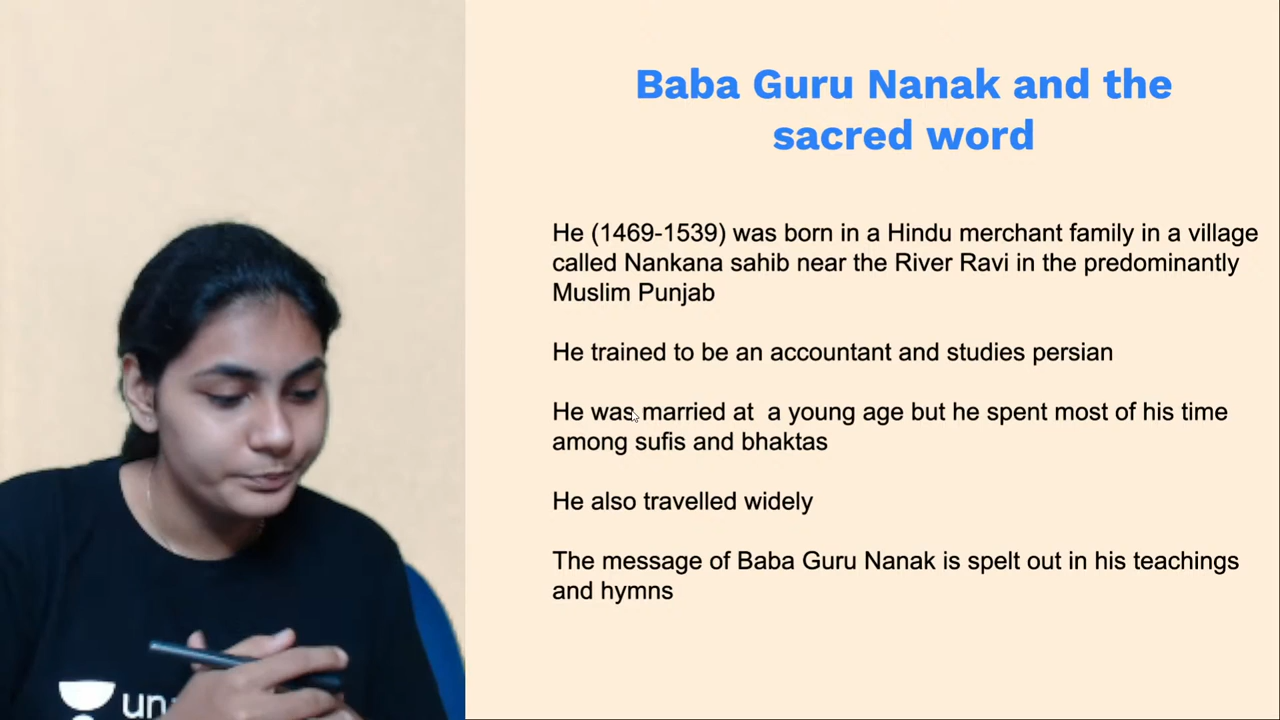 Baba Guru Nanak and the
sacred word
He (1469-1539) was born in a Hindu merchant family in a village
called Nankana sahib near the River Ravi in the predominantly
Muslim Punjab
He trained to be an accountant and studies persian
He was married at  a young age but he spent most of his time
among sufis and bhaktas
He also travelled widely
The message of Baba Guru Nanak is spelt out in his teachings
and hymns